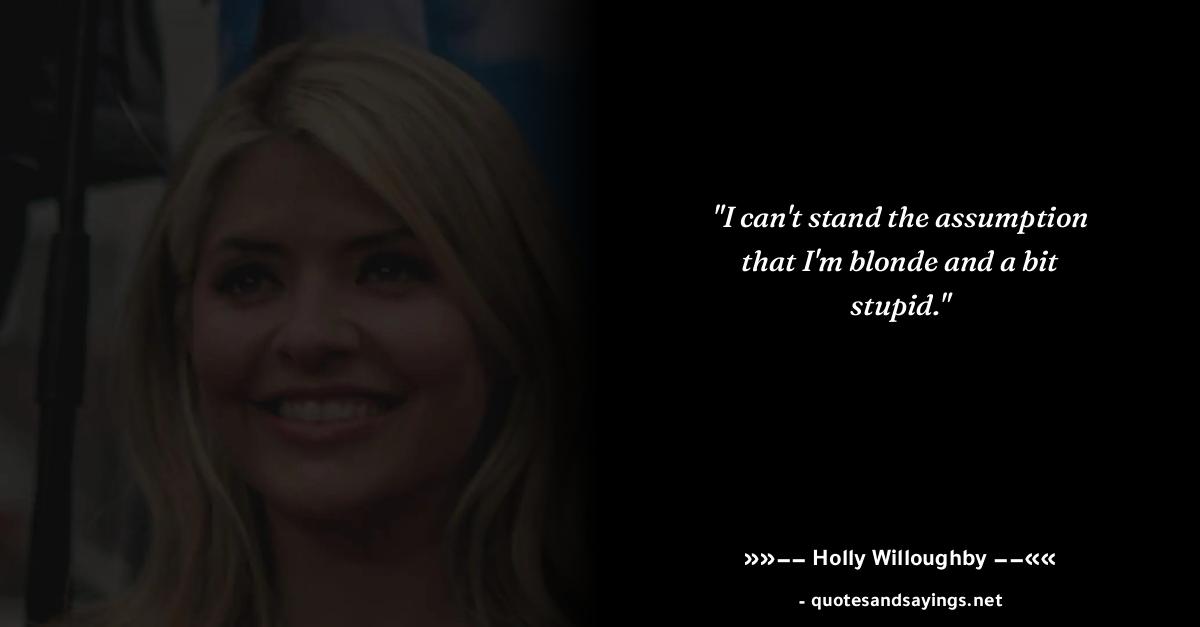 "I can't stand the assumption
that I'm blonde and a bit
stupid."
»»−− Holly Willoughby −−««
- quotesandsayings.net